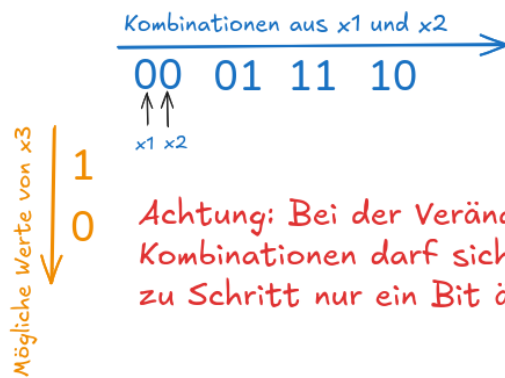 Kombinationen aus x1 und x2
00 01 11 10
x1 x2
Mögliche Werte von x3
1
0
Achtung: Bei der
Kombinationen darf sich
zu Schritt nur ein Bit